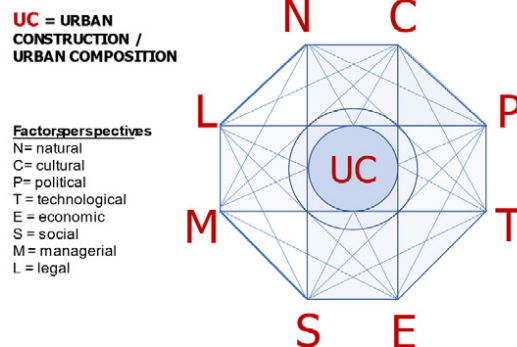 UC = URBAN
CONSTRUCTION /
URBAN COMPOSITION
Factors,perspectives
N= natural
C= cultural
P= political
T = technological
E = economic
S = social
M = managerial
L = legal
N C
L P
UC
M T
S E